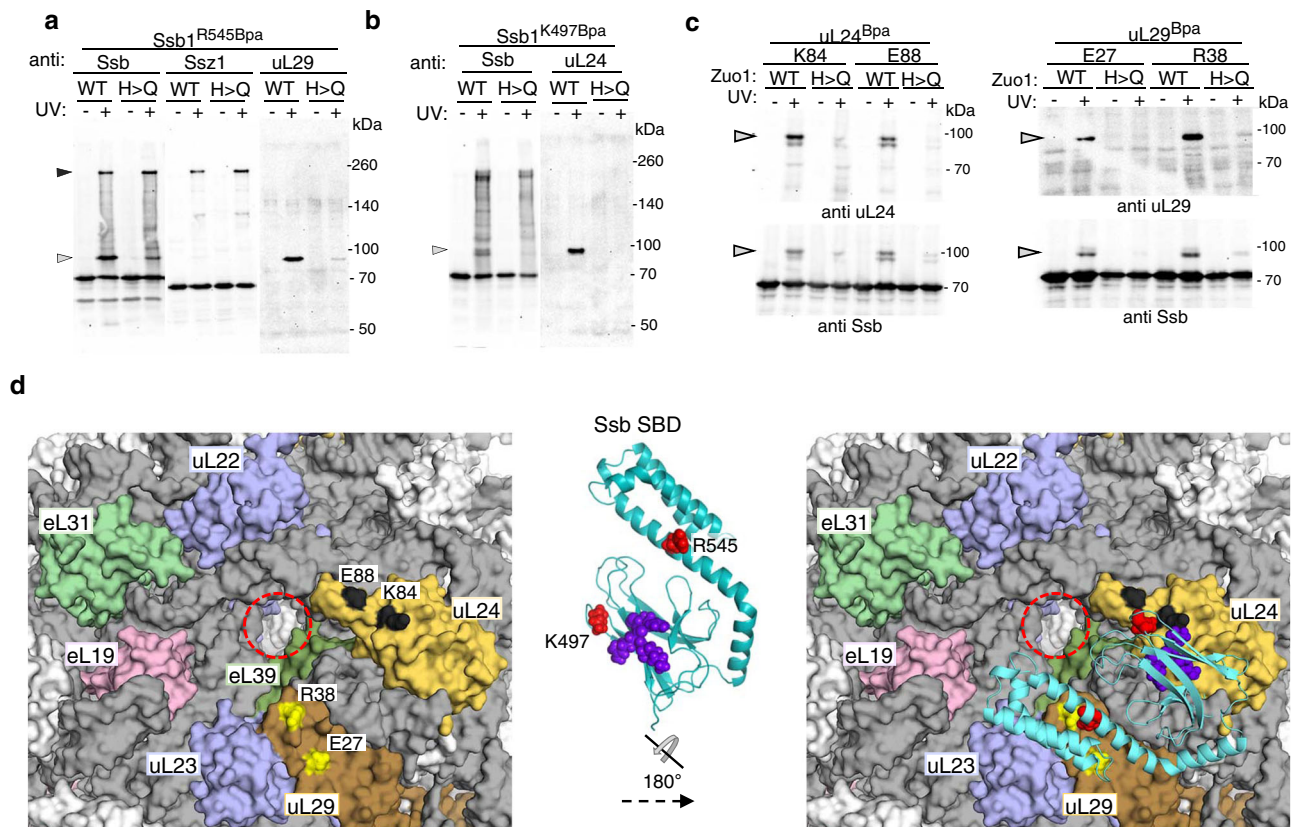 a
Ssb1R545Bpa
anti: Ssb Ssz1 uL29
WT H>Q WT H>Q WT H>Q
UV: - + - + - + - + - + - +
kDa
-260
-140
-100
- 70
- 50
b
Ssb1K497Bpa
anti: Ssb uL24
WT H>Q WT H>Q
UV: - + - + - + - +
kDa
-260
-140
-100
-70
-50
c
uL24Bpa
K84 E88
Zuo1: WT H>Q WT H>Q
UV: - + - + - + - +
kDa
-100
- 70
anti uL24
-100
- 70
anti Ssb
uL29Bpa
E27 R38
Zuo1: WT H>Q WT H>Q
UV: - + - + - + - +
kDa
-100
- 70
anti uL29
-100
- 70
anti Ssb
d
uL22
eL31
E88
K84
uL24
eL19
eL39
R38
E27
uL23
uL29
Ssb SBD
R545
K497
180°
uL22
eL31
uL24
eL19
uL23
uL29